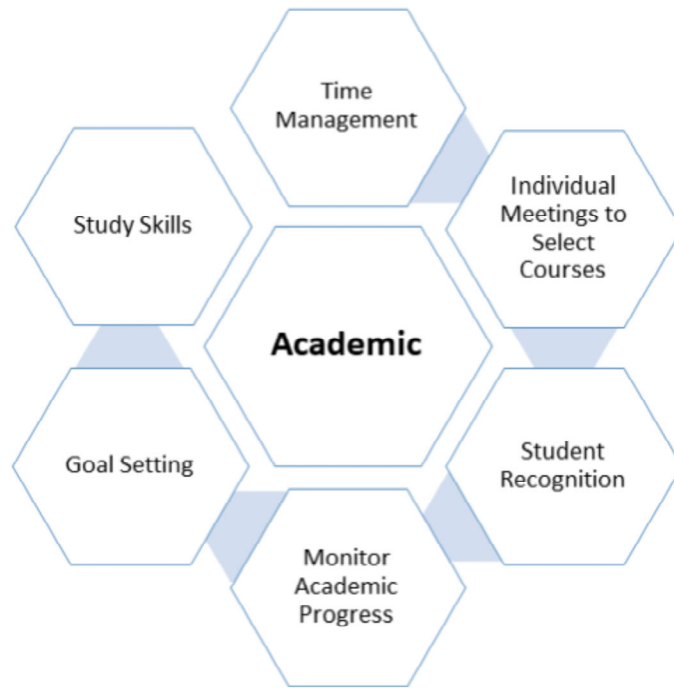 Time
Management
Individual
Meetings to
Select
Courses
Study Skills
Academic
Student
Recognition
Goal Setting
Monitor
Academic
Progress